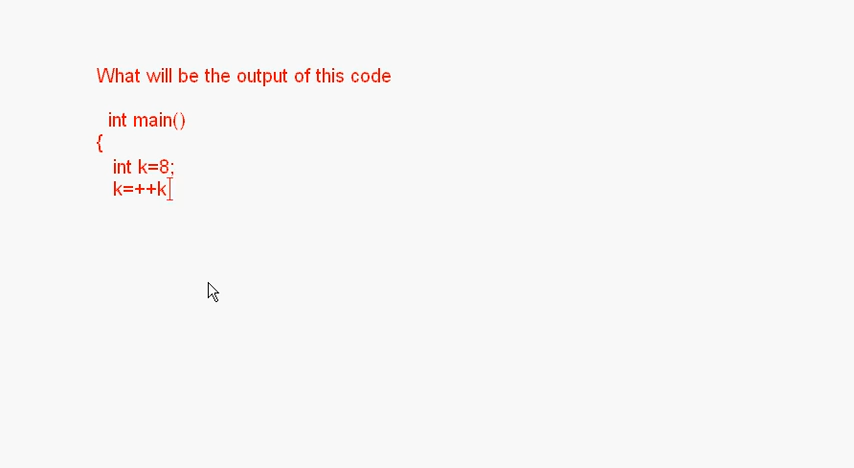 What will be the output of this code
int main()
{
int k=8;
k=++k